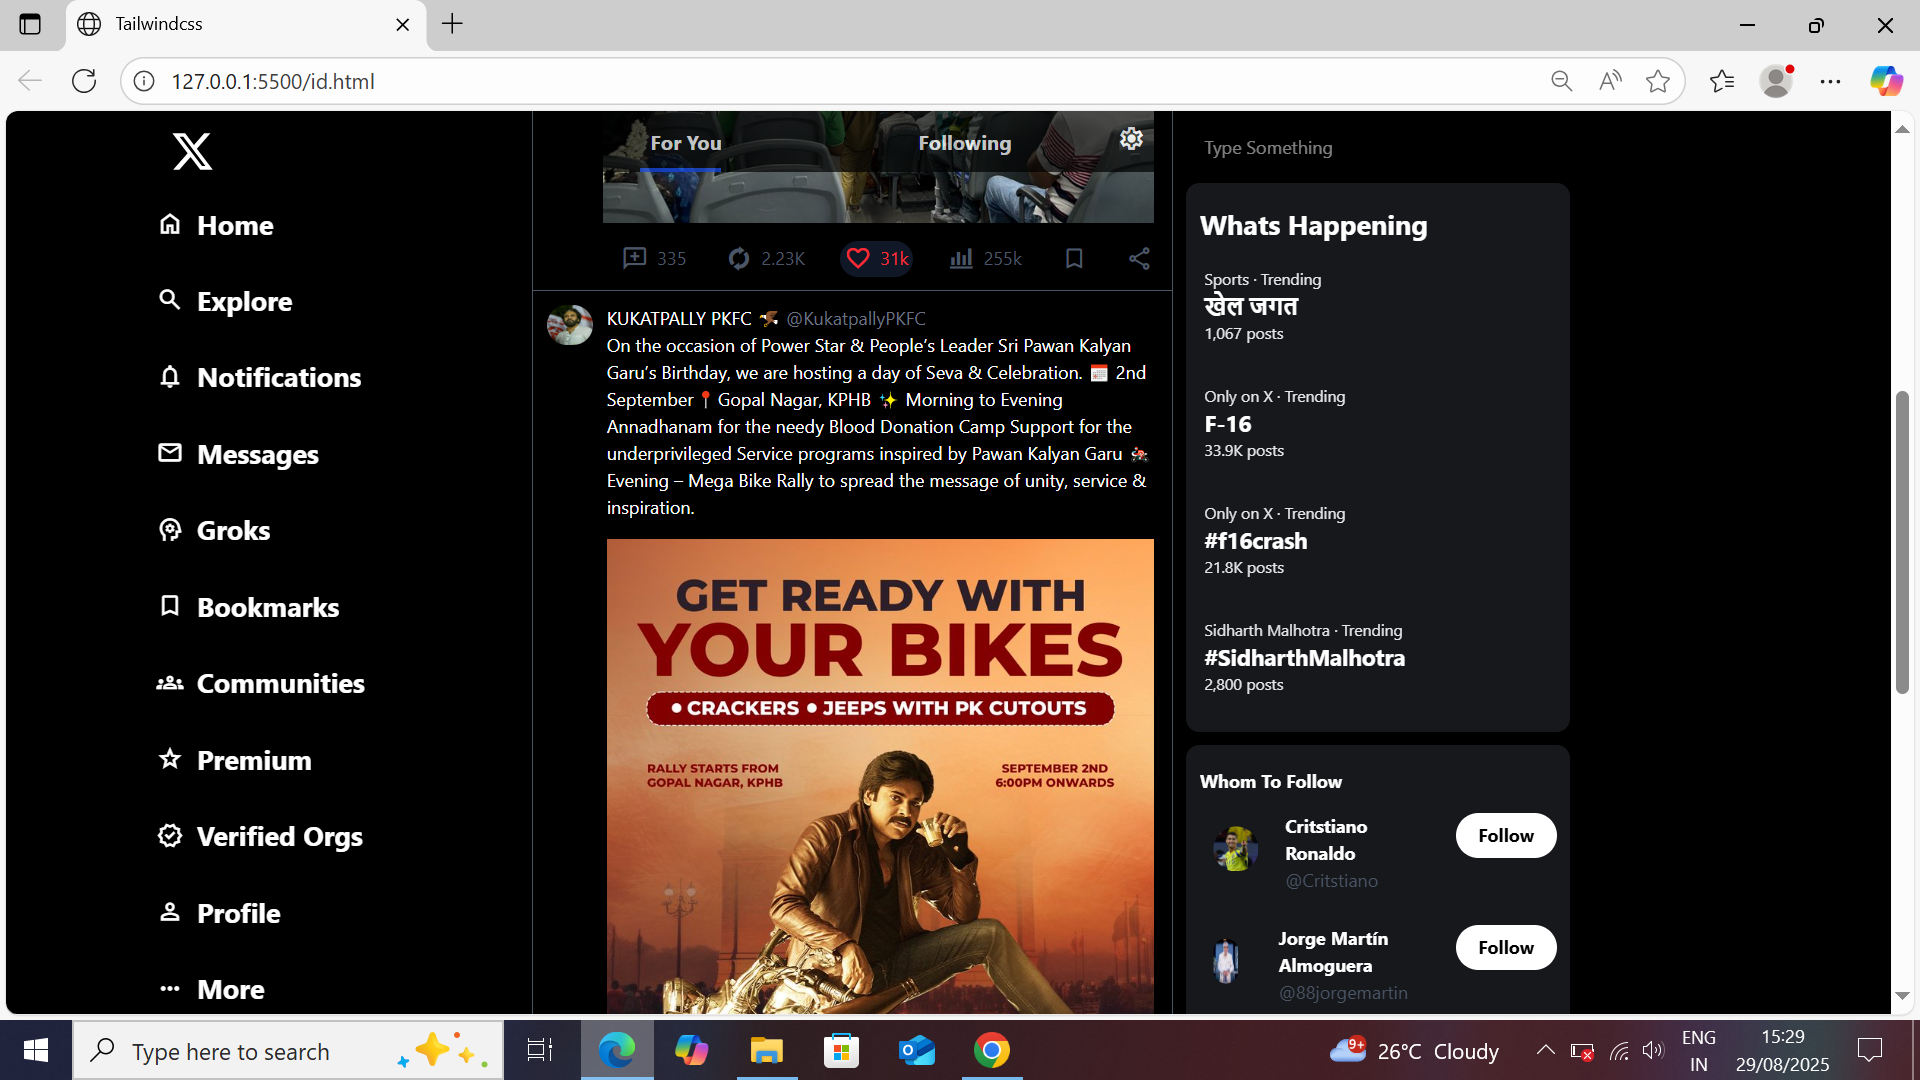 Tailwindcss
127.0.0.1:5500/id.html
Home
Explore
Notifications
Messages
Groks
Bookmarks
Communities
Premium
Verified Orgs
Profile
More
For You
Following
335
2.23K
31k
255k
KUKATPALLY PKFC 🦅 @KukatpallyPKFC
On the occasion of Power Star & People’s Leader Sri Pawan Kalyan
Garu’s Birthday, we are hosting a day of Seva & Celebration. 🗓️ 2nd
September📍Gopal Nagar, KPHB ✨ Morning to Evening
Annadhanam for the needy Blood Donation Camp Support for the
underprivileged Service programs inspired by Pawan Kalyan Garu 🏍️
Evening – Mega Bike Rally to spread the message of unity, service &
inspiration.
GET READY WITH
YOUR BIKES
• CRACKERS • JEEPS WITH PK CUTOUTS
RALLY STARTS FROM
GOPAL NAGAR, KPHB
SEPTEMBER 2ND
6:00PM ONWARDS
Type Something
Whats Happening
Sports · Trending
खेल जगत
1,067 posts
Only on X · Trending
F-16
33.9K posts
Only on X · Trending
#f16crash
21.8K posts
Sidharth Malhotra · Trending
#SidharthMalhotra
2,800 posts
Whom To Follow
Critstiano
Ronaldo
@Critstiano
Follow
Jorge Martín
Almoguera
@88jorgemartin
Follow
Type here to search
9+
26°C Cloudy
ENG
IN
15:29
29/08/2025